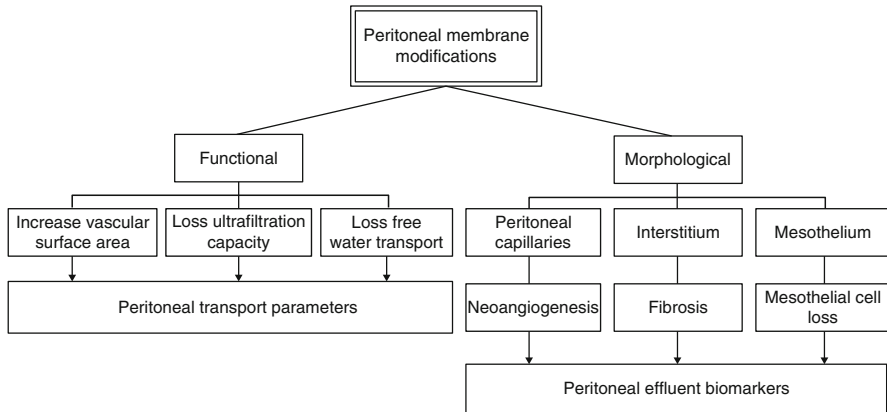 Peritoneal membrane
modifications
Functional
Morphological
Increase vascular
surface area
Loss ultrafiltration
capacity
Loss free
water transport
Peritoneal
capillaries
Interstitium
Mesothelium
Peritoneal transport parameters
Neoangiogenesis
Fibrosis
Mesothelial cell
loss
Peritoneal effluent biomarkers